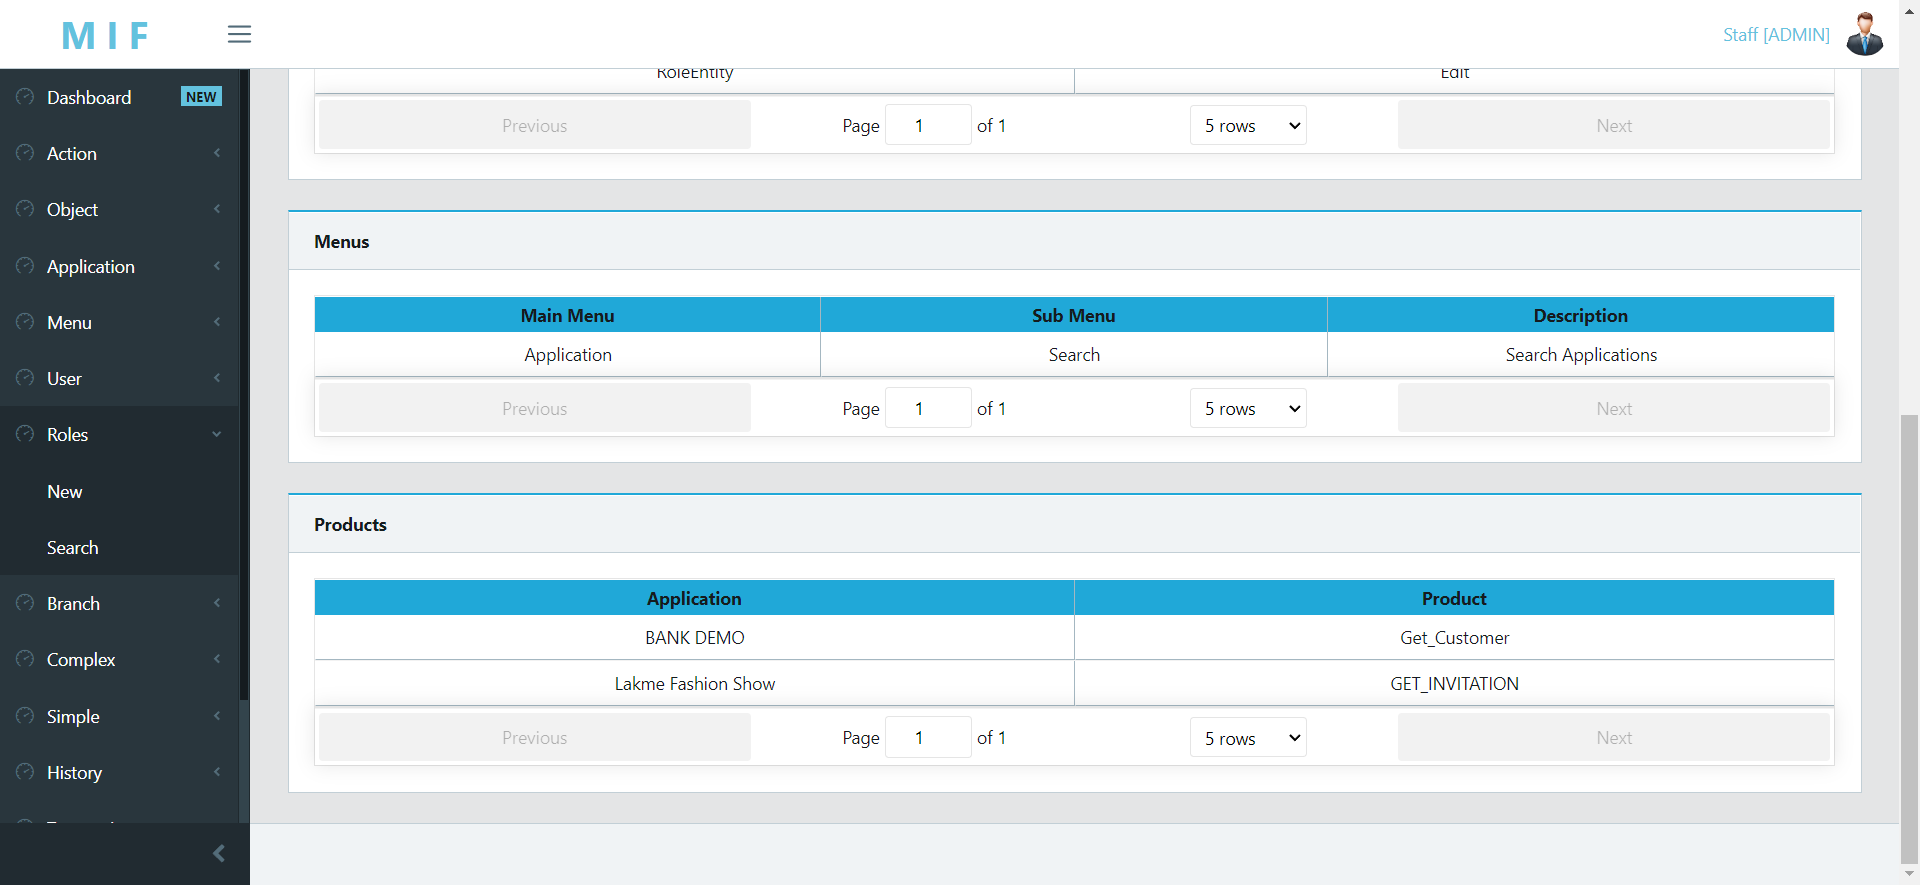 MIF
Staff [ADMIN]
Dashboard NEW
Action
Object
Application
Menu
User
Roles
New
Search
Branch
Complex
Simple
History
RoleEntity Edit
Previous Page 1 of 1 5 rows Next
Menus
Main Menu Sub Menu Description
Application Search Search Applications
Previous Page 1 of 1 5 rows Next
Products
Application Product
BANK DEMO Get_Customer
Lakme Fashion Show GET_INVITATION
Previous Page 1 of 1 5 rows Next